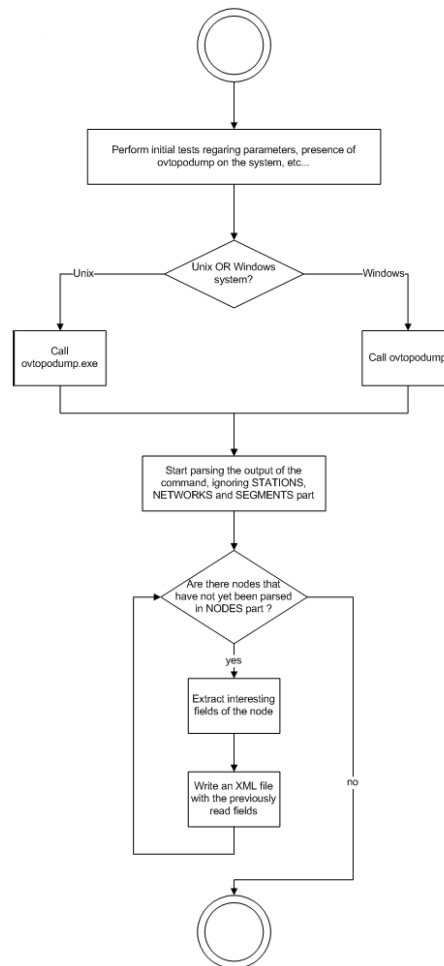 Perform initial tests regaring parameters, presence of
ovtopodump on the system, etc...
Unix OR Windows
system?
Unix
Windows
Call
ovtopodump.exe
Call ovtopodump
Start parsing the output of the
command, ignoring STATIONS,
NETWORKS and SEGMENTS part
Are there nodes that
have not yet been parsed
in NODES part ?
yes
Extract interesting
fields of the node
Write an XML file
with the previously
read fields
no